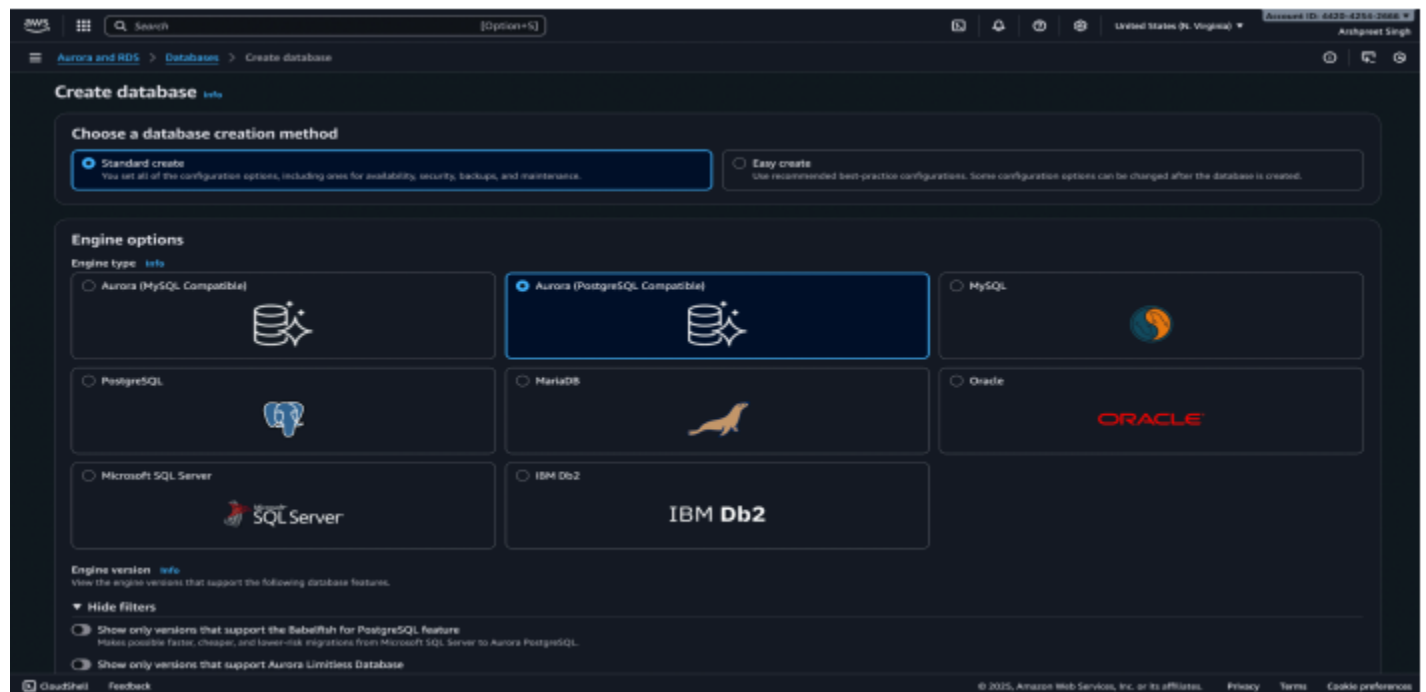 aws Search [Option+S] United States (N. Virginia) Account ID: 4420-4254-2668
Arshpreet Singh
Aurora and RDS > Databases > Create database
Create database Info
Choose a database creation method
Standard create
You set all of the configuration options, including ones for availability, security, backups, and maintenance.
Easy create
Use recommended best-practice configurations. Some configuration options can be changed after the database is created.
Engine options
Engine type Info
Aurora (MySQL Compatible)
Aurora (PostgreSQL Compatible)
MySQL
PostgreSQL
MariaDB
Oracle
ORACLE
Microsoft SQL Server
Microsoft
SQL Server
IBM Db2
IBM Db2
Engine version Info
View the engine versions that support the following database features.
Hide filters
Show only versions that support the Babelfish for PostgreSQL feature
Makes possible faster, cheaper, and lower-risk migrations from Microsoft SQL Server to Aurora PostgreSQL.
Show only versions that support Aurora Limitless Database
CloudShell Feedback © 2025, Amazon Web Services, Inc. or its affiliates. Privacy Terms Cookie preferences